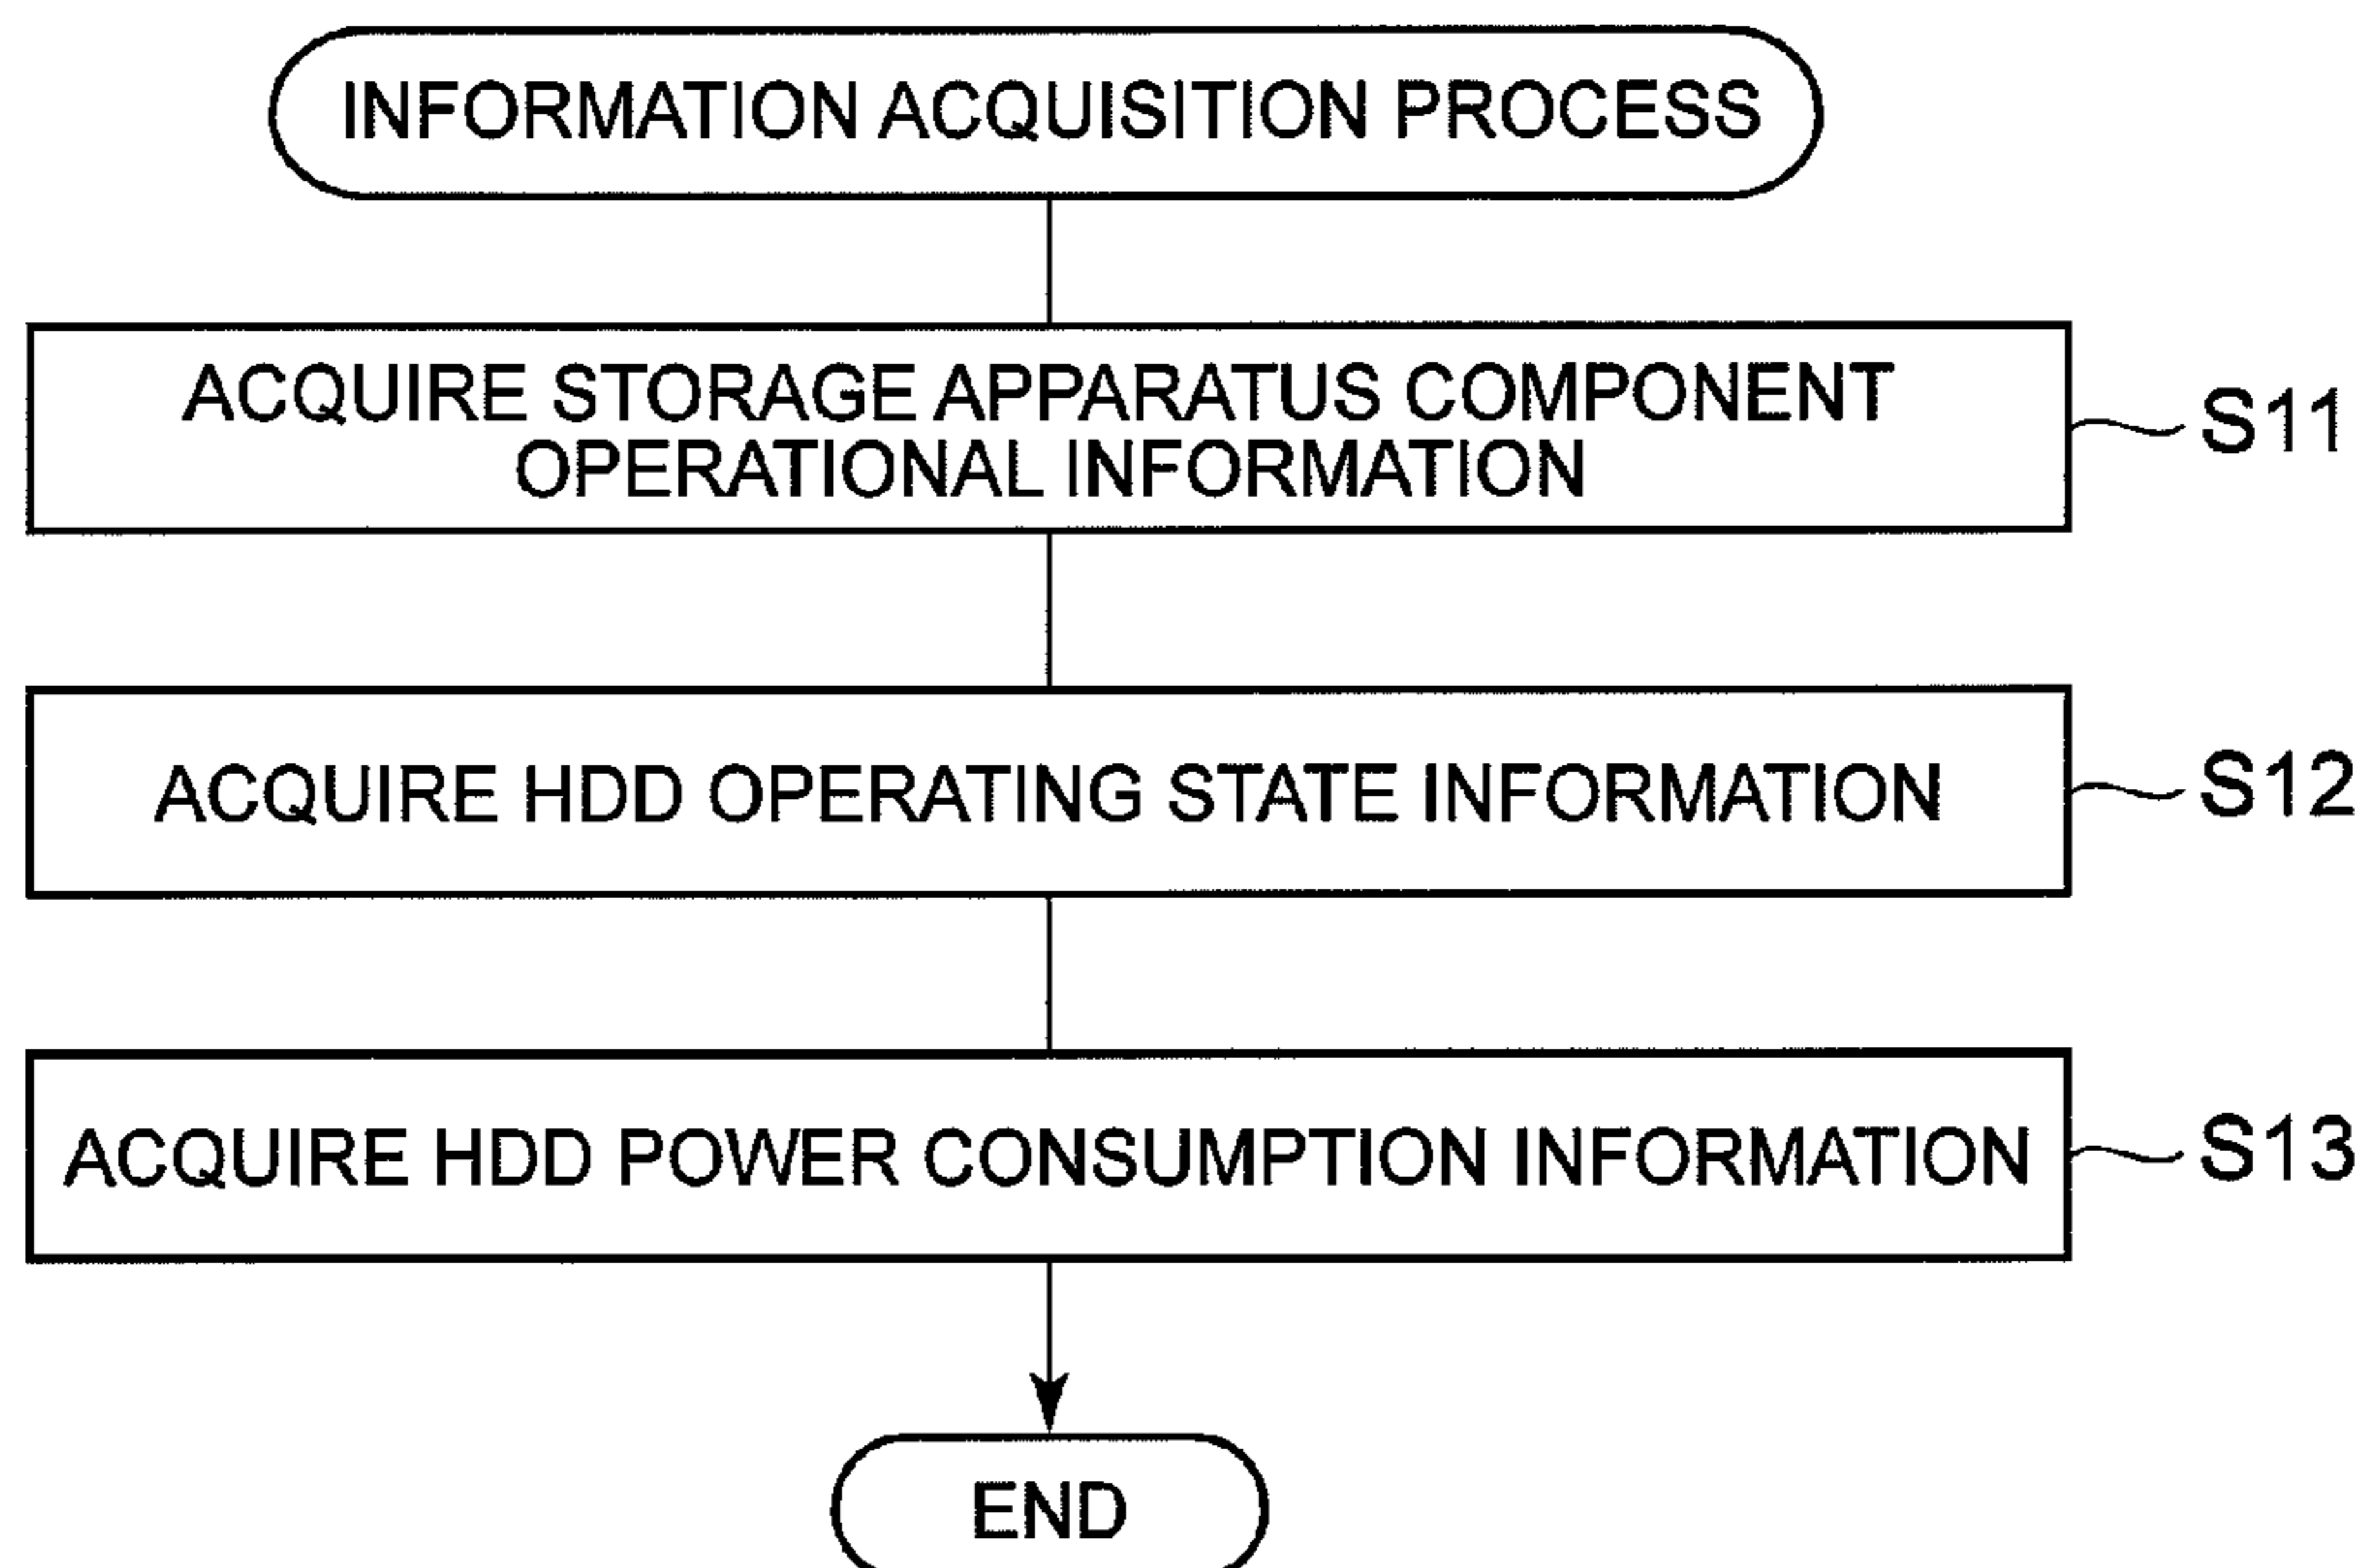 INFORMATION ACQUISITION PROCESS
ACQUIRE STORAGE APPARATUS COMPONENT
OPERATIONAL INFORMATION
S11
ACQUIRE HDD OPERATING STATE INFORMATION
S12
ACQUIRE HDD POWER CONSUMPTION INFORMATION
S13
END